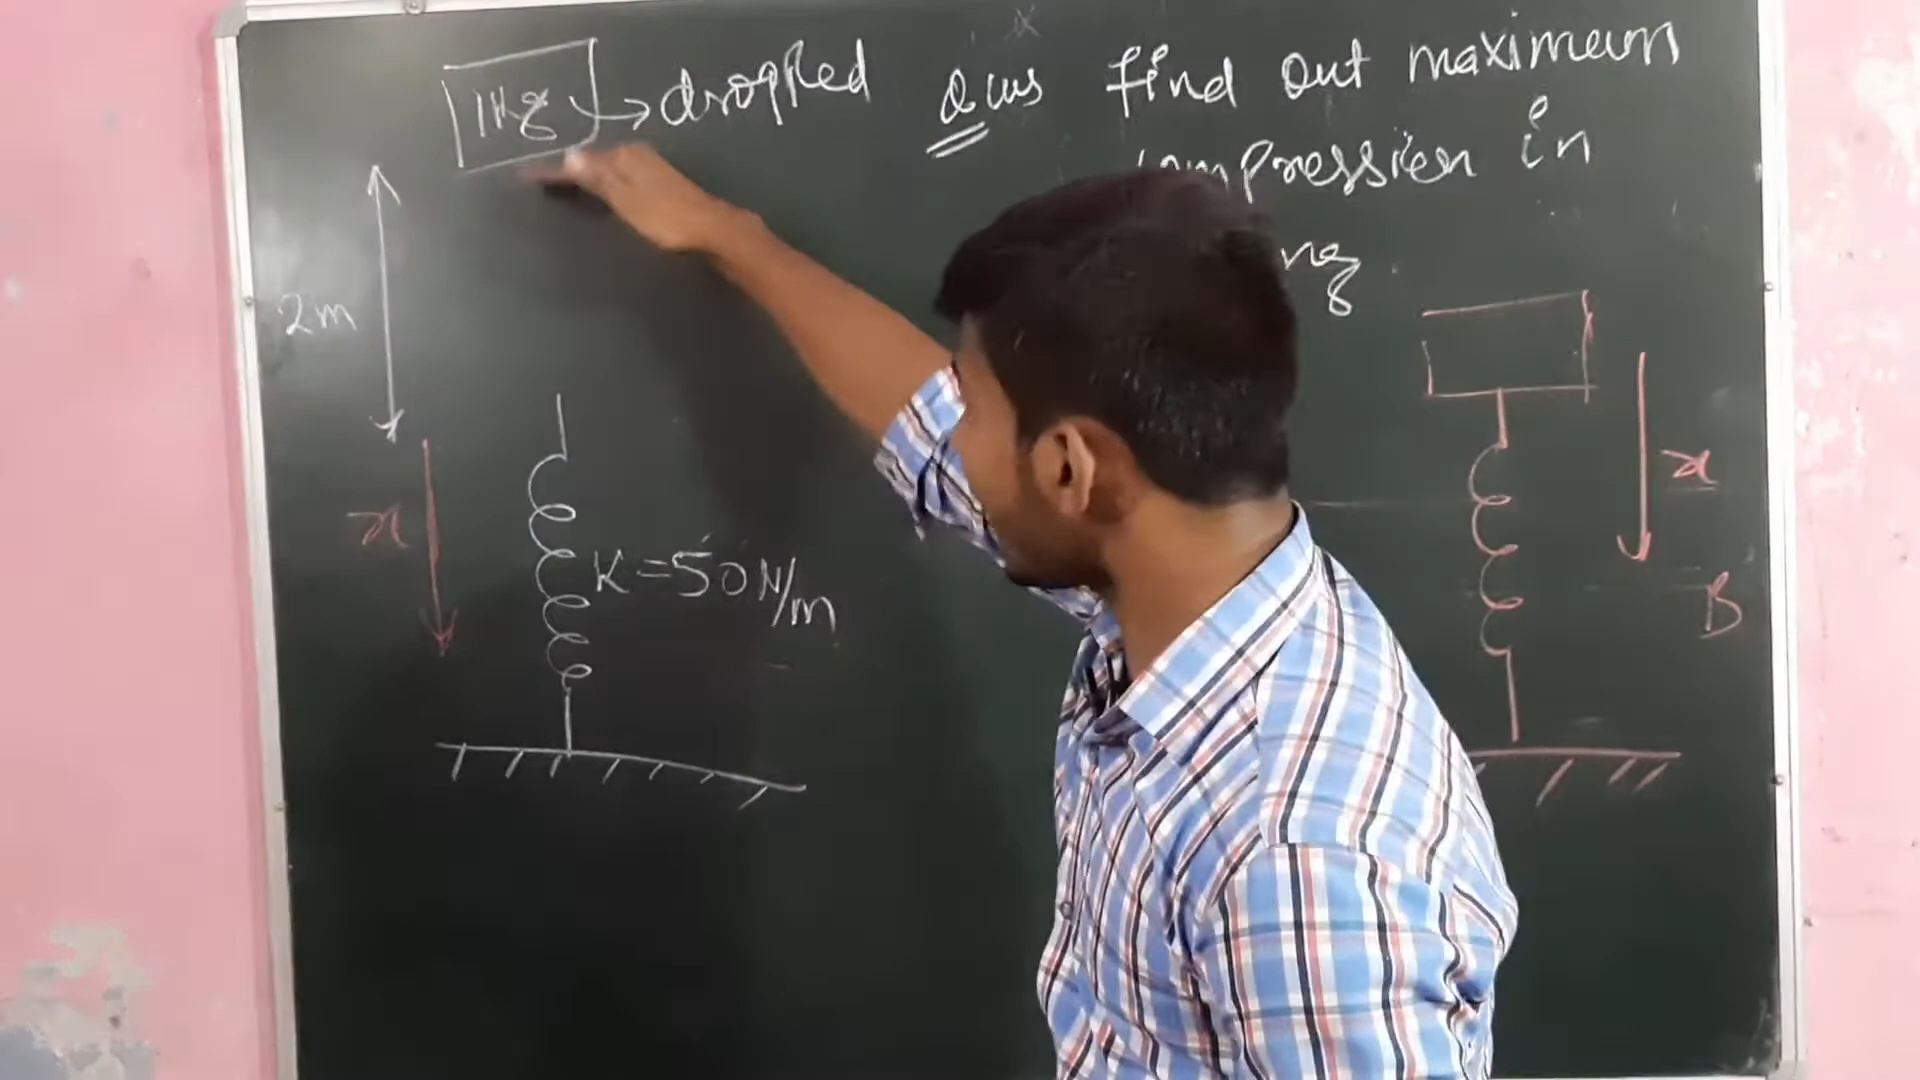 1Kg → dropped
Qus find out maximum
compression in
ng
2m
x
K=50N/m
x
B